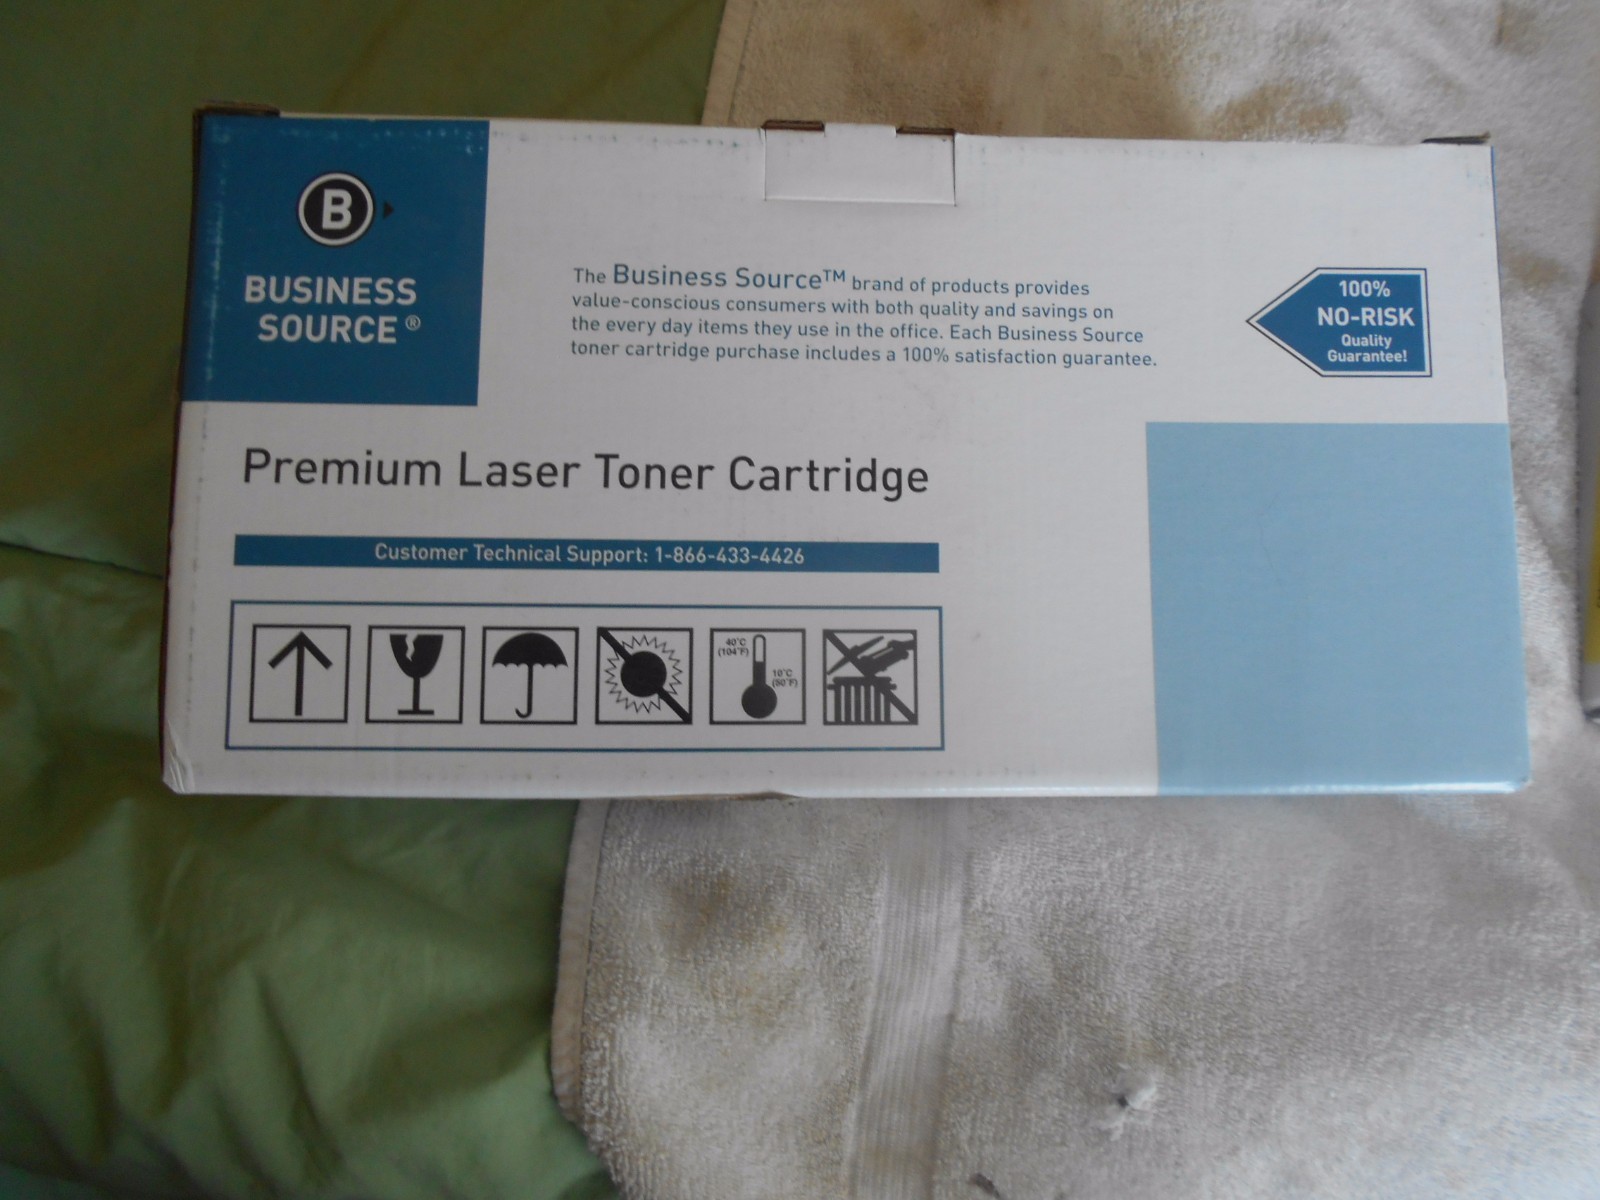 B
BUSINESS
SOURCE®
The Business Source™ brand of products provides
value-conscious consumers with both quality and savings on
the every day items they use in the office. Each Business Source
toner cartridge purchase includes a 100% satisfaction guarantee.
100%
NO-RISK
Quality
Guarantee!
Premium Laser Toner Cartridge
Customer Technical Support: 1-866-433-4426
40°C
(104°F)
10°C
(50°F)